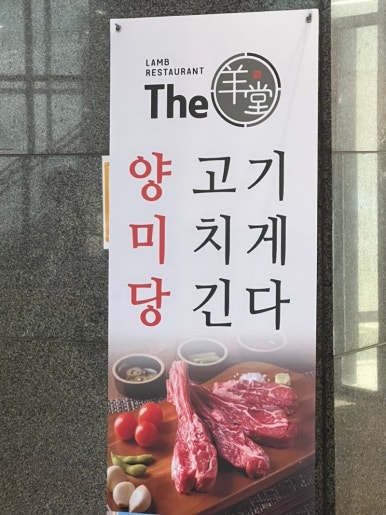 LAMB
RESTAURANT
The 羊堂
양 고기
미 치게
당 긴다